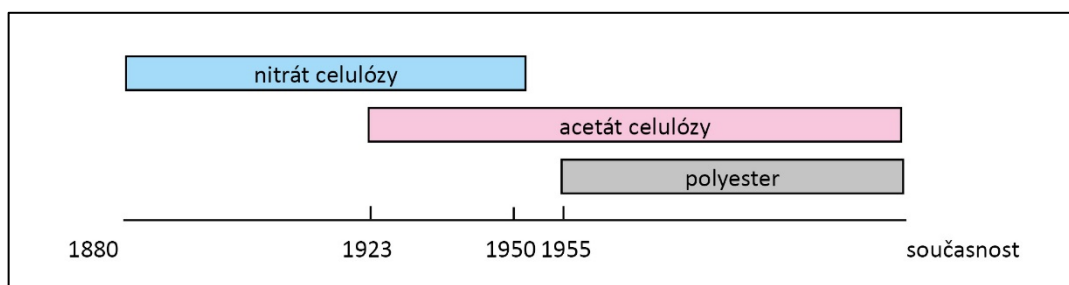 nitrát celulózy
acetát celulózy
polyester
1880 1923 1950 1955 současnost